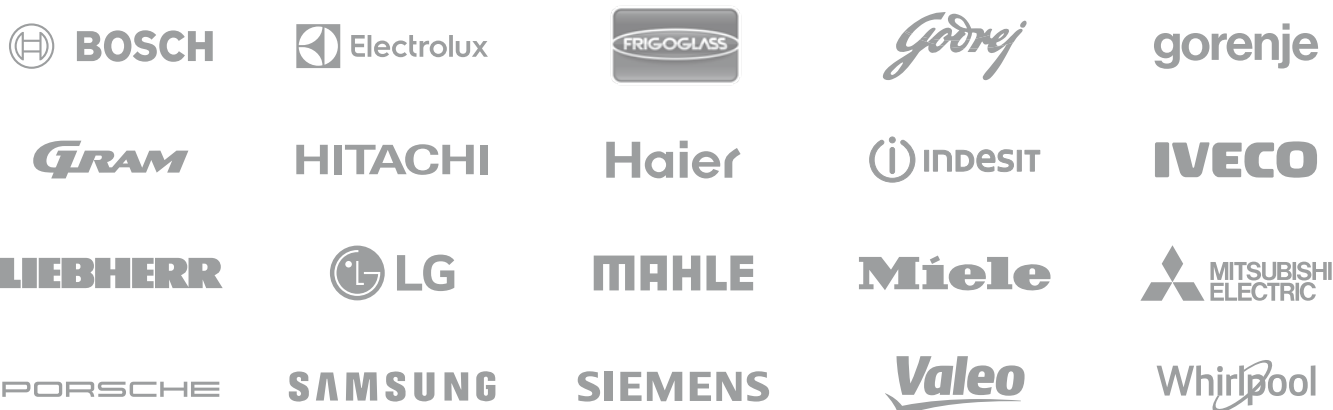 BOSCH
Electrolux
FRIGOGLASS
Godrej
gorenje
GRAM
HITACHI
Haier
INDESIT
IVECO
LIEBHERR
LG
MAHLE
Miele
MITSUBISHI
ELECTRIC
PORSCHE
SAMSUNG
SIEMENS
Valeo
Whirlpool